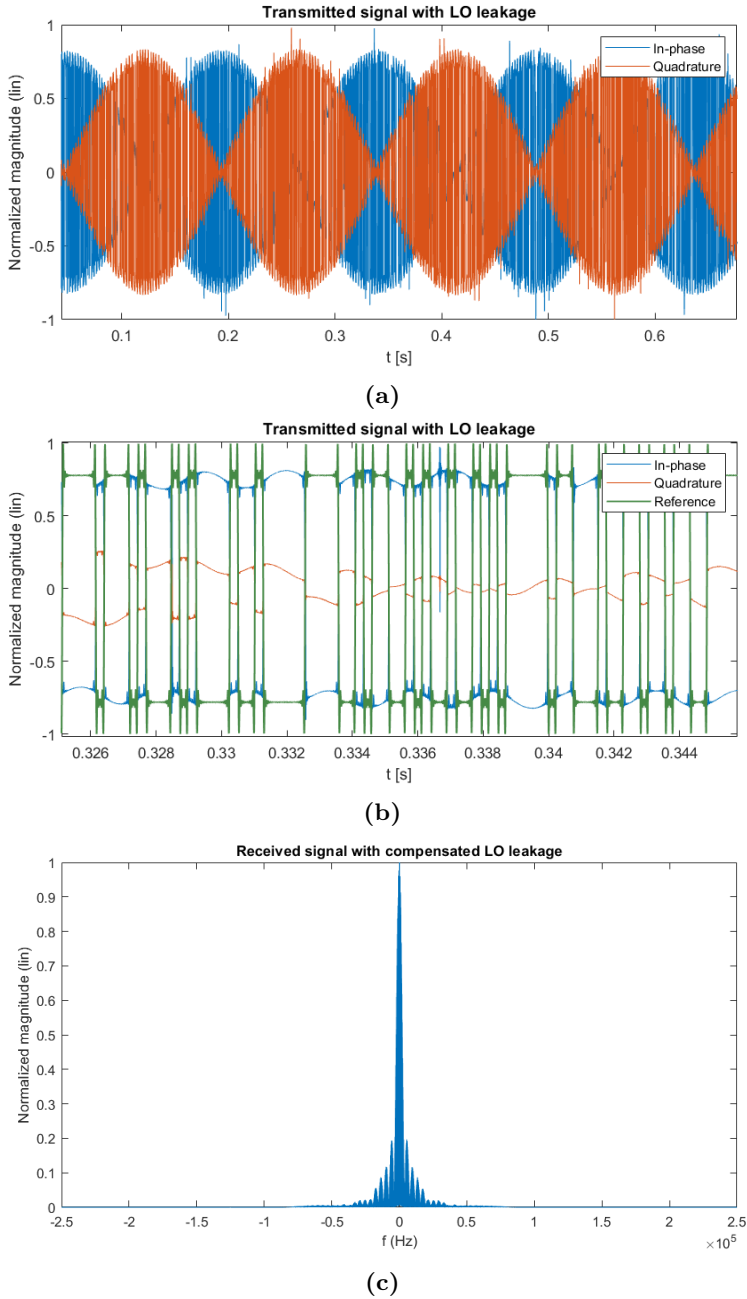 Transmitted signal with LO leakage
1
0.5
0
-0.5
-1
Normalized magnitude (lin)
In-phase
Quadrature
0.1 0.2 0.3 0.4 0.5 0.6
t [s]
(a)
Transmitted signal with LO leakage
1
0.5
0
-0.5
-1
Normalized magnitude (lin)
In-phase
Quadrature
Reference
0.326 0.328 0.33 0.332 0.334 0.336 0.338 0.34 0.342 0.344
t [s]
(b)
Received signal with compensated LO leakage
1
0.9
0.8
0.7
0.6
0.5
0.4
0.3
0.2
0.1
0
Normalized magnitude (lin)
-2.5 -2 -1.5 -1 -0.5 0 0.5 1 1.5 2 2.5
f (Hz)
×10⁵
(c)